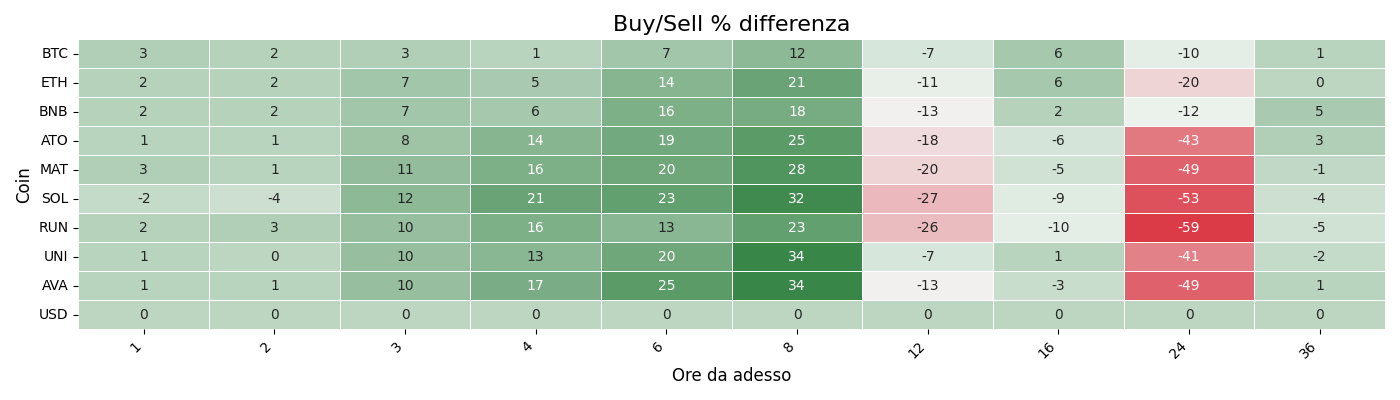 Buy/Sell % differenza
Coin
BTC 3 2 3 1 7 12 -7 6 -10 1
ETH 2 2 7 5 14 21 -11 6 -20 0
BNB 2 2 7 6 16 18 -13 2 -12 5
ATO 1 1 8 14 19 25 -18 -6 -43 3
MAT 3 1 11 16 20 28 -20 -5 -49 -1
SOL -2 -4 12 21 23 32 -27 -9 -53 -4
RUN 2 3 10 16 13 23 -26 -10 -59 -5
UNI 1 0 10 13 20 34 -7 1 -41 -2
AVA 1 1 10 17 25 34 -13 -3 -49 1
USD 0 0 0 0 0 0 0 0 0 0
1 2 3 4 6 8 12 16 24 36
Ore da adesso